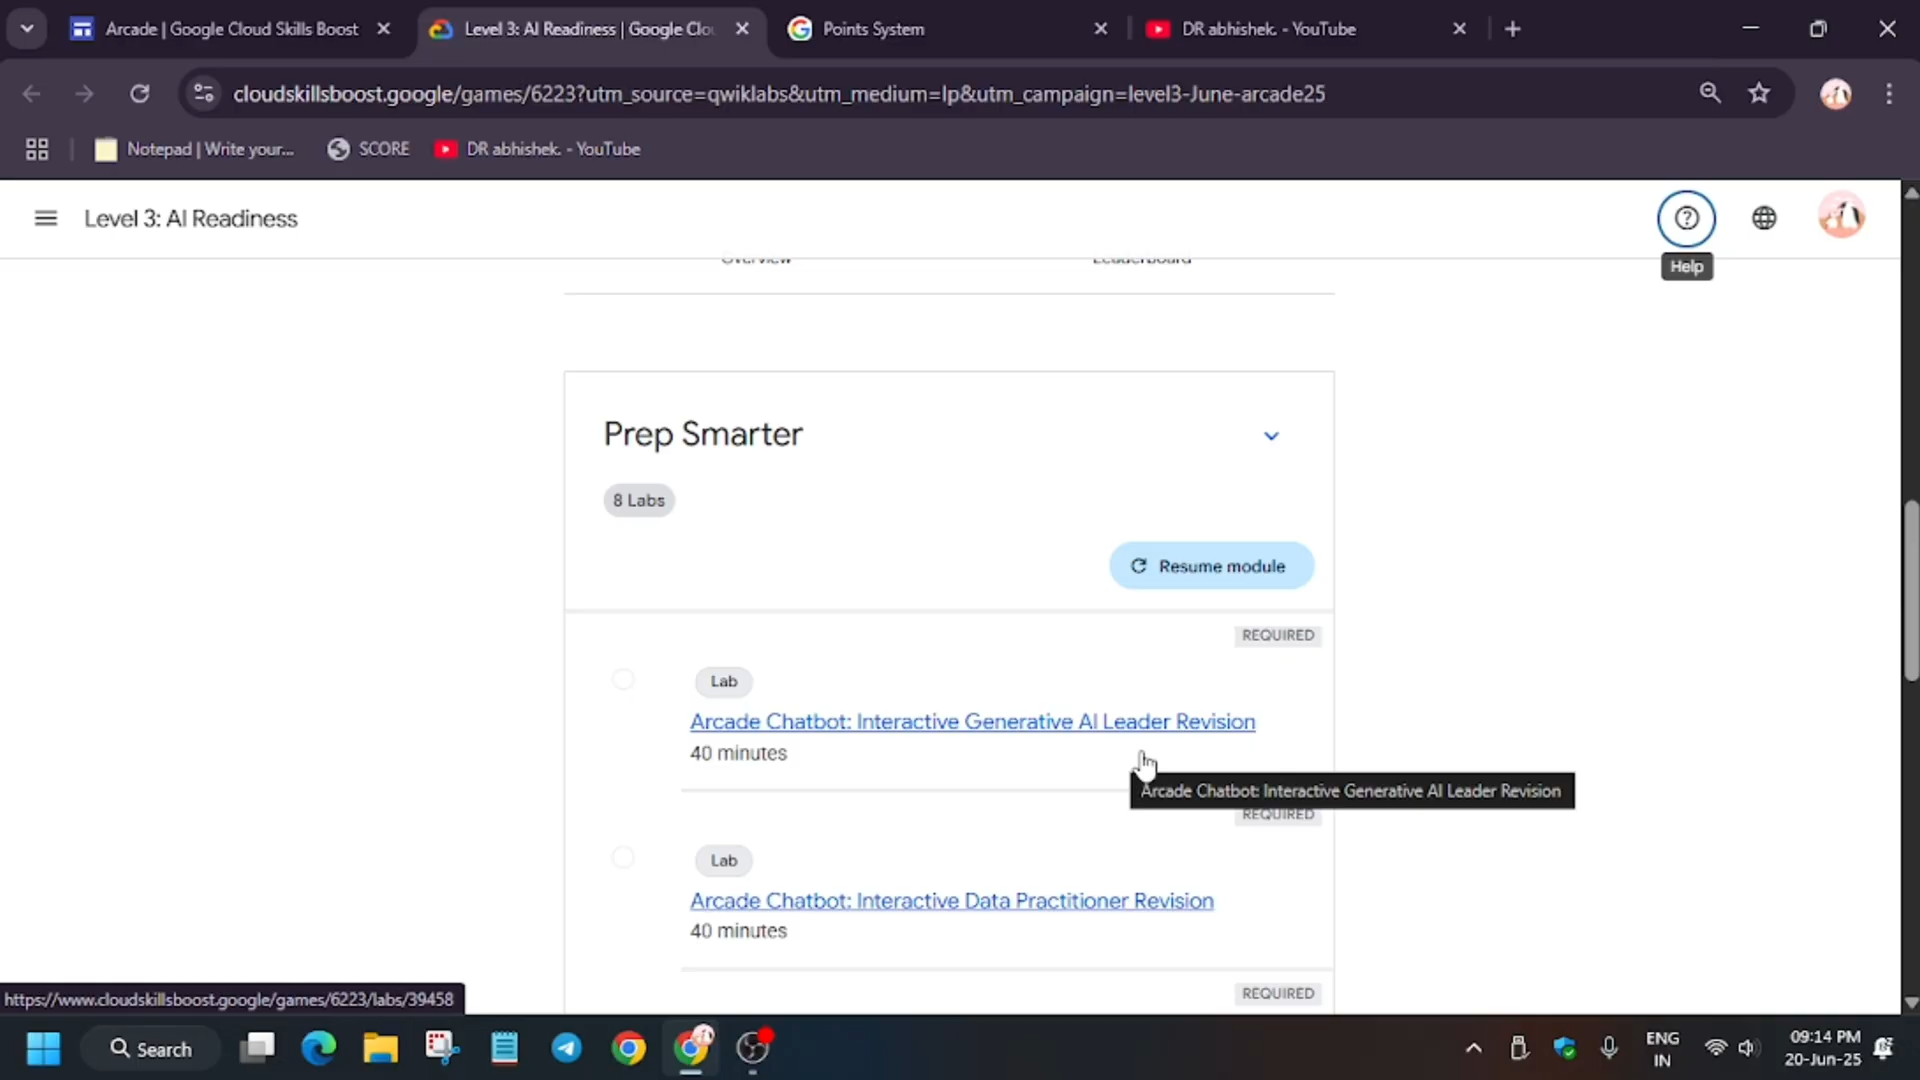 Arcade | Google Cloud Skills Boost
Level 3: AI Readiness | Google Clo
Points System
DR abhishek. - YouTube
cloudskillsboost.google/games/6223?utm_source=qwiklabs&utm_medium=lp&utm_campaign=level3-June-arcade25
Notepad | Write your...
SCORE
DR abhishek. - YouTube
Level 3: AI Readiness
Help
Overview
Leaderboard
Prep Smarter
8 Labs
Resume module
REQUIRED
Lab
Arcade Chatbot: Interactive Generative AI Leader Revision
40 minutes
Arcade Chatbot: Interactive Generative AI Leader Revision
REQUIRED
Lab
Arcade Chatbot: Interactive Data Practitioner Revision
40 minutes
REQUIRED
https://www.cloudskillsboost.google/games/6223/labs/39458
Search
ENG
IN
09:14 PM
20-Jun-25